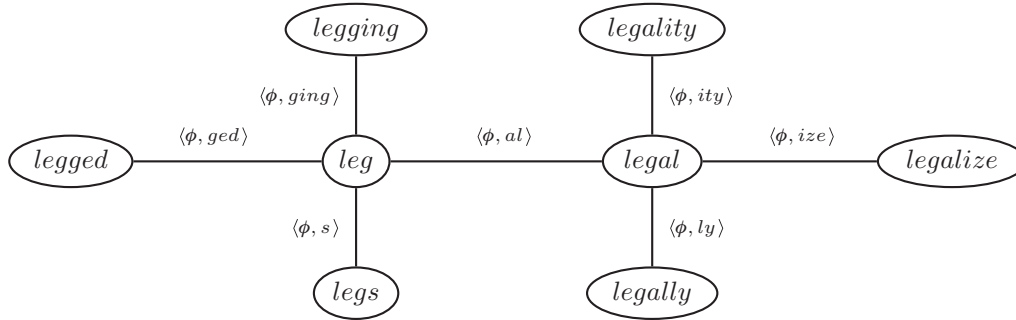 legging legality
⟨ϕ, ging⟩ ⟨ϕ, ity⟩
⟨ϕ, ged⟩ ⟨ϕ, al⟩ ⟨ϕ, ize⟩
legged leg legal legalize
⟨ϕ, s⟩ ⟨ϕ, ly⟩
legs legally